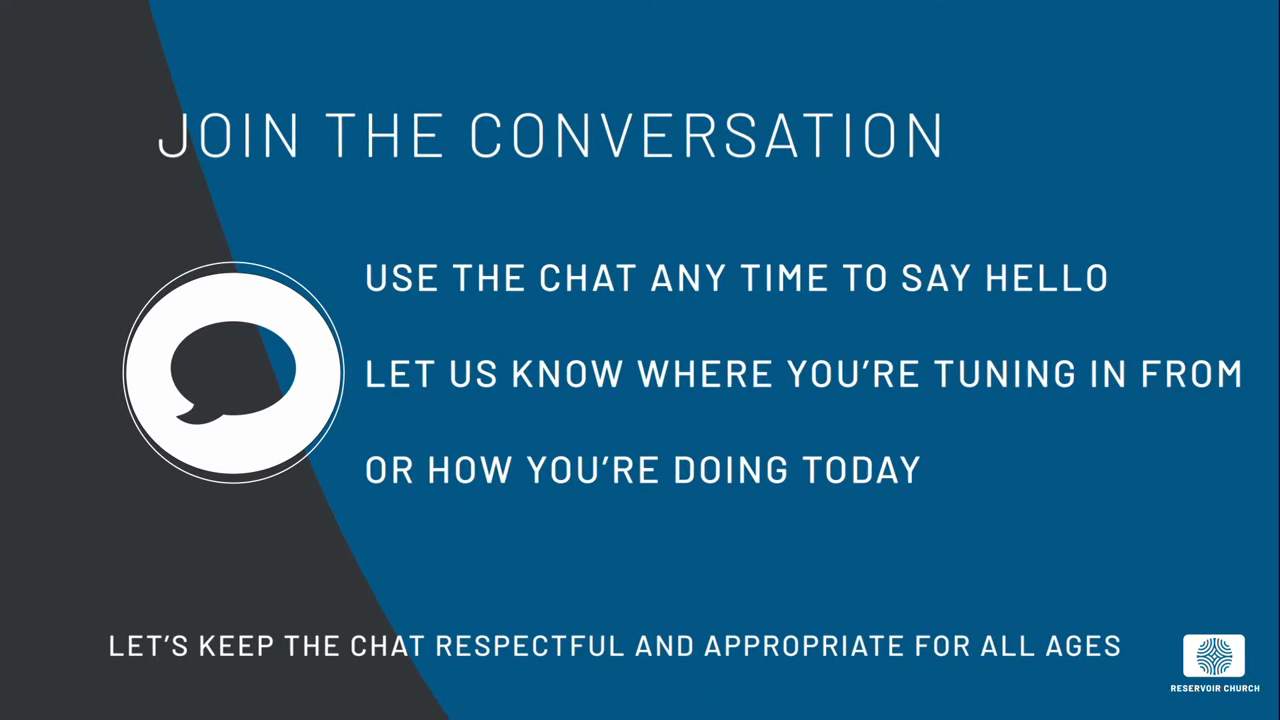 JOIN THE CONVERSATION
USE THE CHAT ANY TIME TO SAY HELLO
LET US KNOW WHERE YOU’RE TUNING IN FROM
OR HOW YOU’RE DOING TODAY
LET’S KEEP THE CHAT RESPECTFUL AND APPROPRIATE FOR ALL AGES
RESERVOIR CHURCH